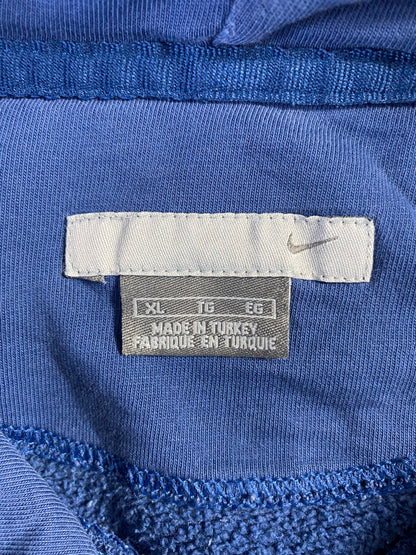 XL TG EG
MADE IN TURKEY
FABRIQUE EN TURQUIE